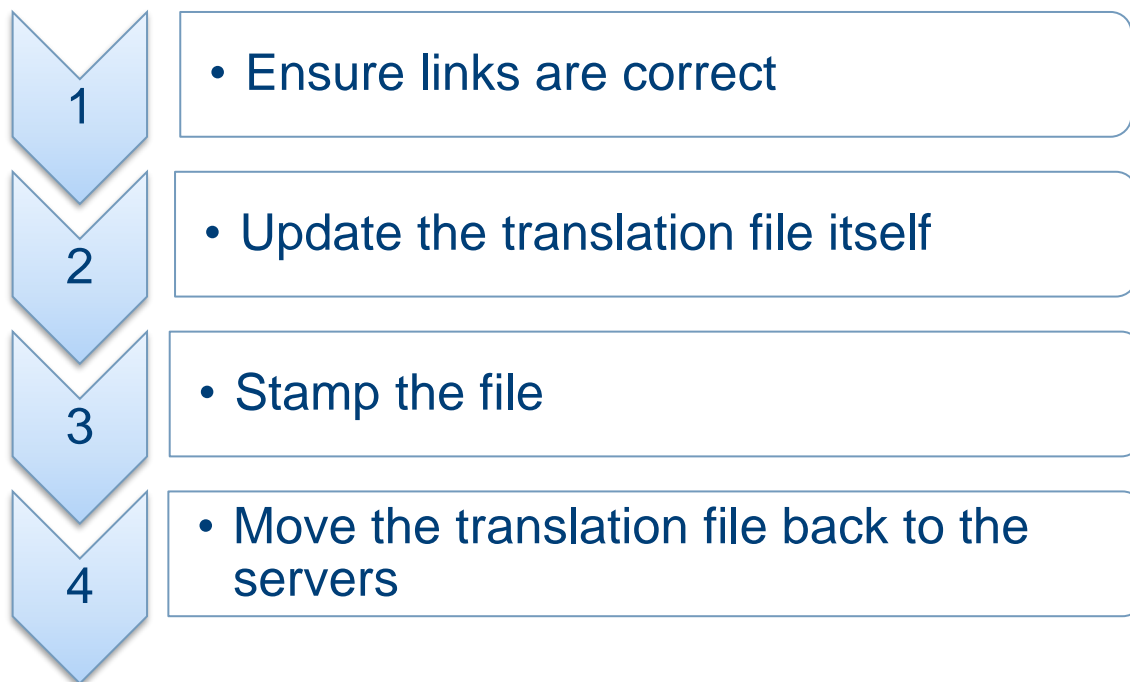 1
• Ensure links are correct
2
• Update the translation file itself
3
• Stamp the file
4
• Move the translation file back to the
servers